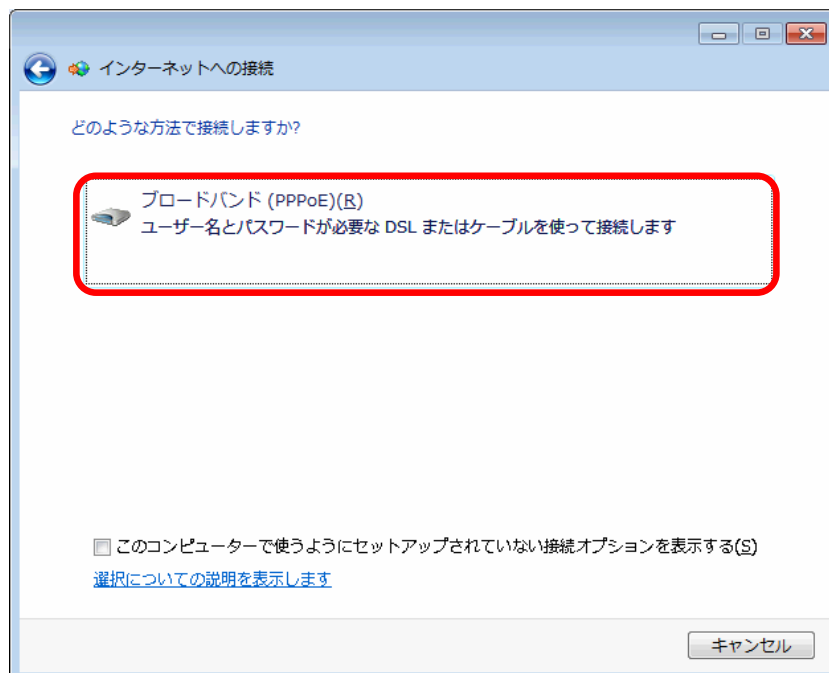 インターネットへの接続
どのような方法で接続しますか?
ブロードバンド (PPPoE)(R)
ユーザー名とパスワードが必要な DSL またはケーブルを使って接続します
このコンピューターで使うようにセットアップされていない接続オプションを表示する(S)
選択についての説明を表示します
キャンセル